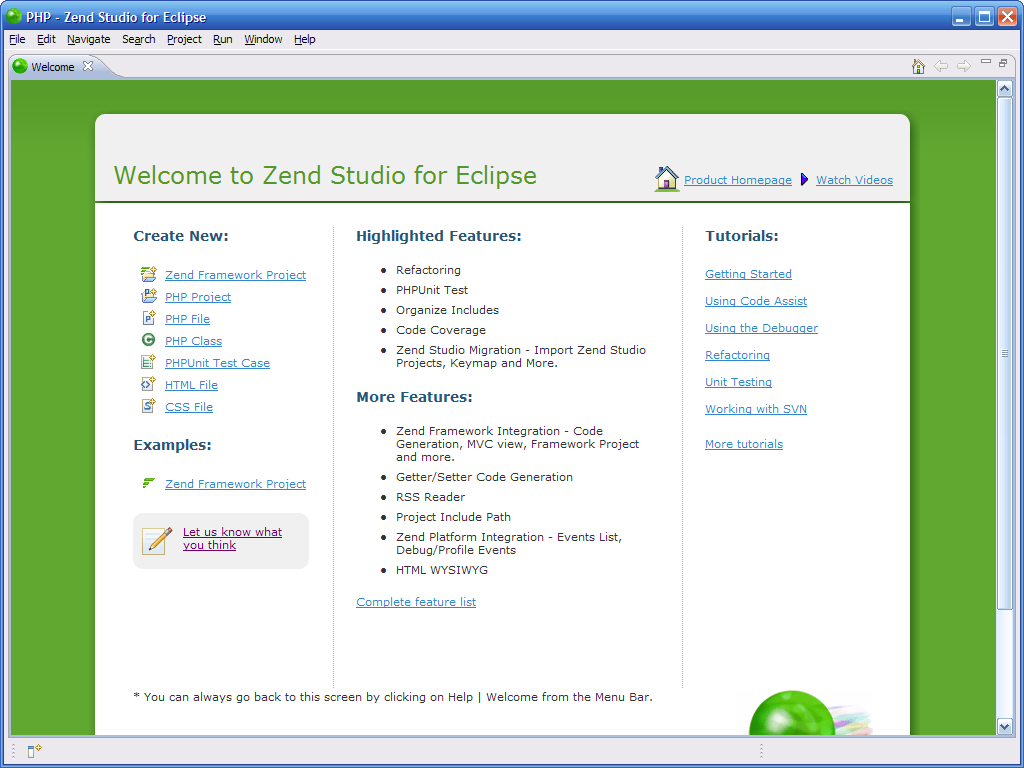 PHP - Zend Studio for Eclipse
File Edit Navigate Search Project Run Window Help
Welcome
Welcome to Zend Studio for Eclipse
Product Homepage
Watch Videos
Create New:
Zend Framework Project
PHP Project
PHP File
PHP Class
PHPUnit Test Case
HTML File
CSS File
Examples:
Zend Framework Project
Let us know what
you think
Highlighted Features:
Refactoring
PHPUnit Test
Organize Includes
Code Coverage
Zend Studio Migration - Import Zend Studio
Projects, Keymap and More.
More Features:
Zend Framework Integration - Code
Generation, MVC view, Framework Project
and more.
Getter/Setter Code Generation
RSS Reader
Project Include Path
Zend Platform Integration - Events List,
Debug/Profile Events
HTML WYSIWYG
Complete feature list
Tutorials:
Getting Started
Using Code Assist
Using the Debugger
Refactoring
Unit Testing
Working with SVN
More tutorials
* You can always go back to this screen by clicking on Help | Welcome from the Menu Bar.